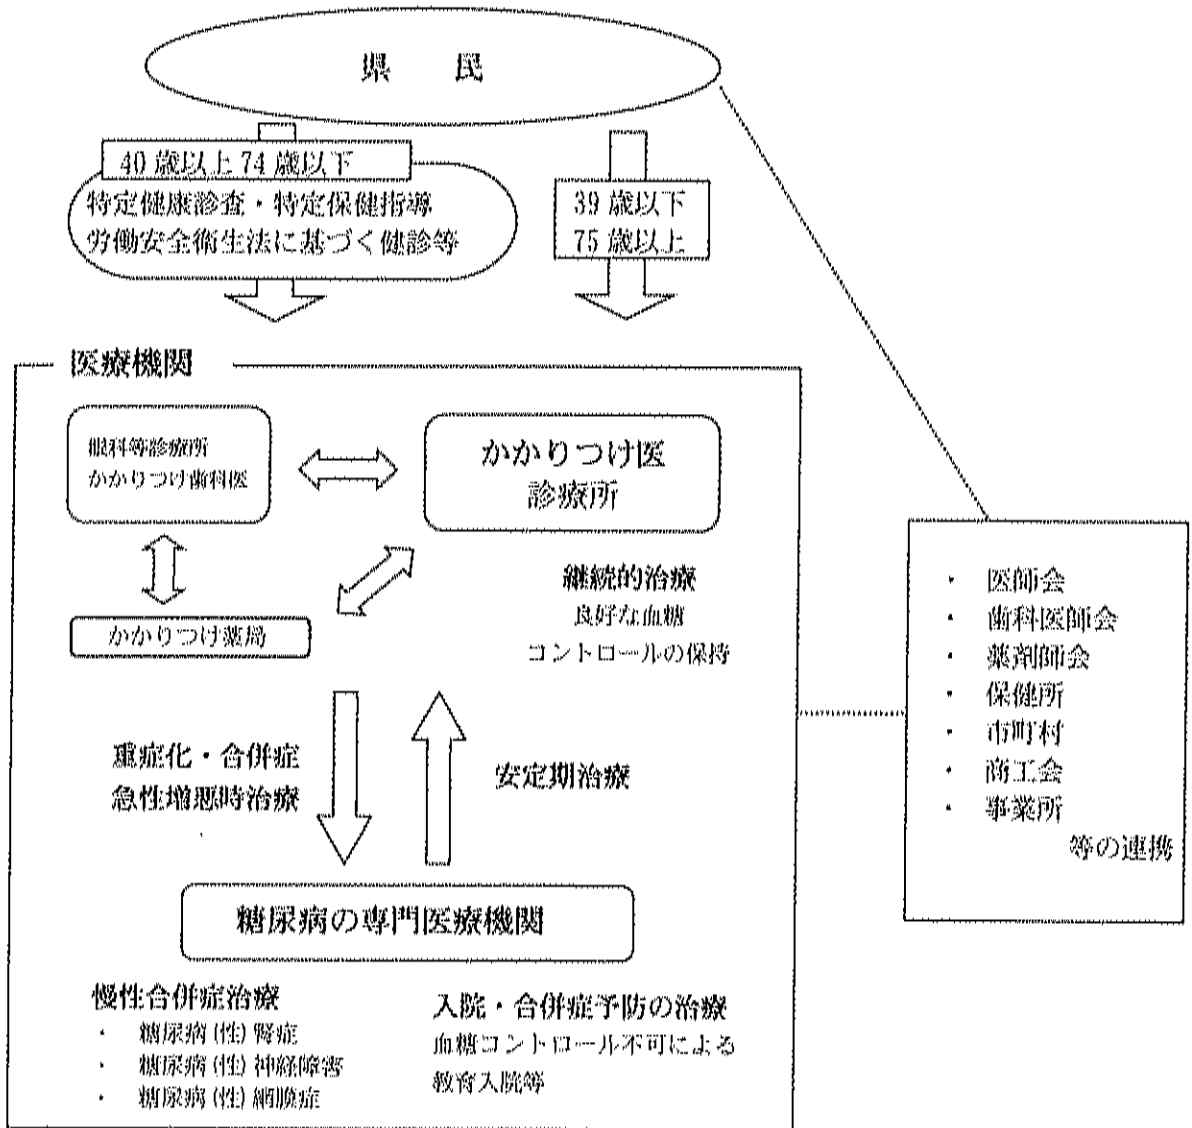 県　民
40歳以上74歳以下
特定健康診査・特定保健指導
労働安全衛生法に基づく健診等
39歳以下
75歳以上
医療機関
眼科等診療所
かかりつけ歯科医
かかりつけ医
診療所
かかりつけ薬局
継続的治療
良好な血糖
コントロールの保持
重症化・合併症
急性増悪時治療
安定期治療
糖尿病の専門医療機関
慢性合併症治療
・ 糖尿病(性)腎症
・ 糖尿病(性)神経障害
・ 糖尿病(性)網膜症
入院・合併症予防の治療
血糖コントロール不可による
教育入院等
・ 医師会
・ 歯科医師会
・ 薬剤師会
・ 保健所
・ 市町村
・ 商工会
・ 事業所
等の連携